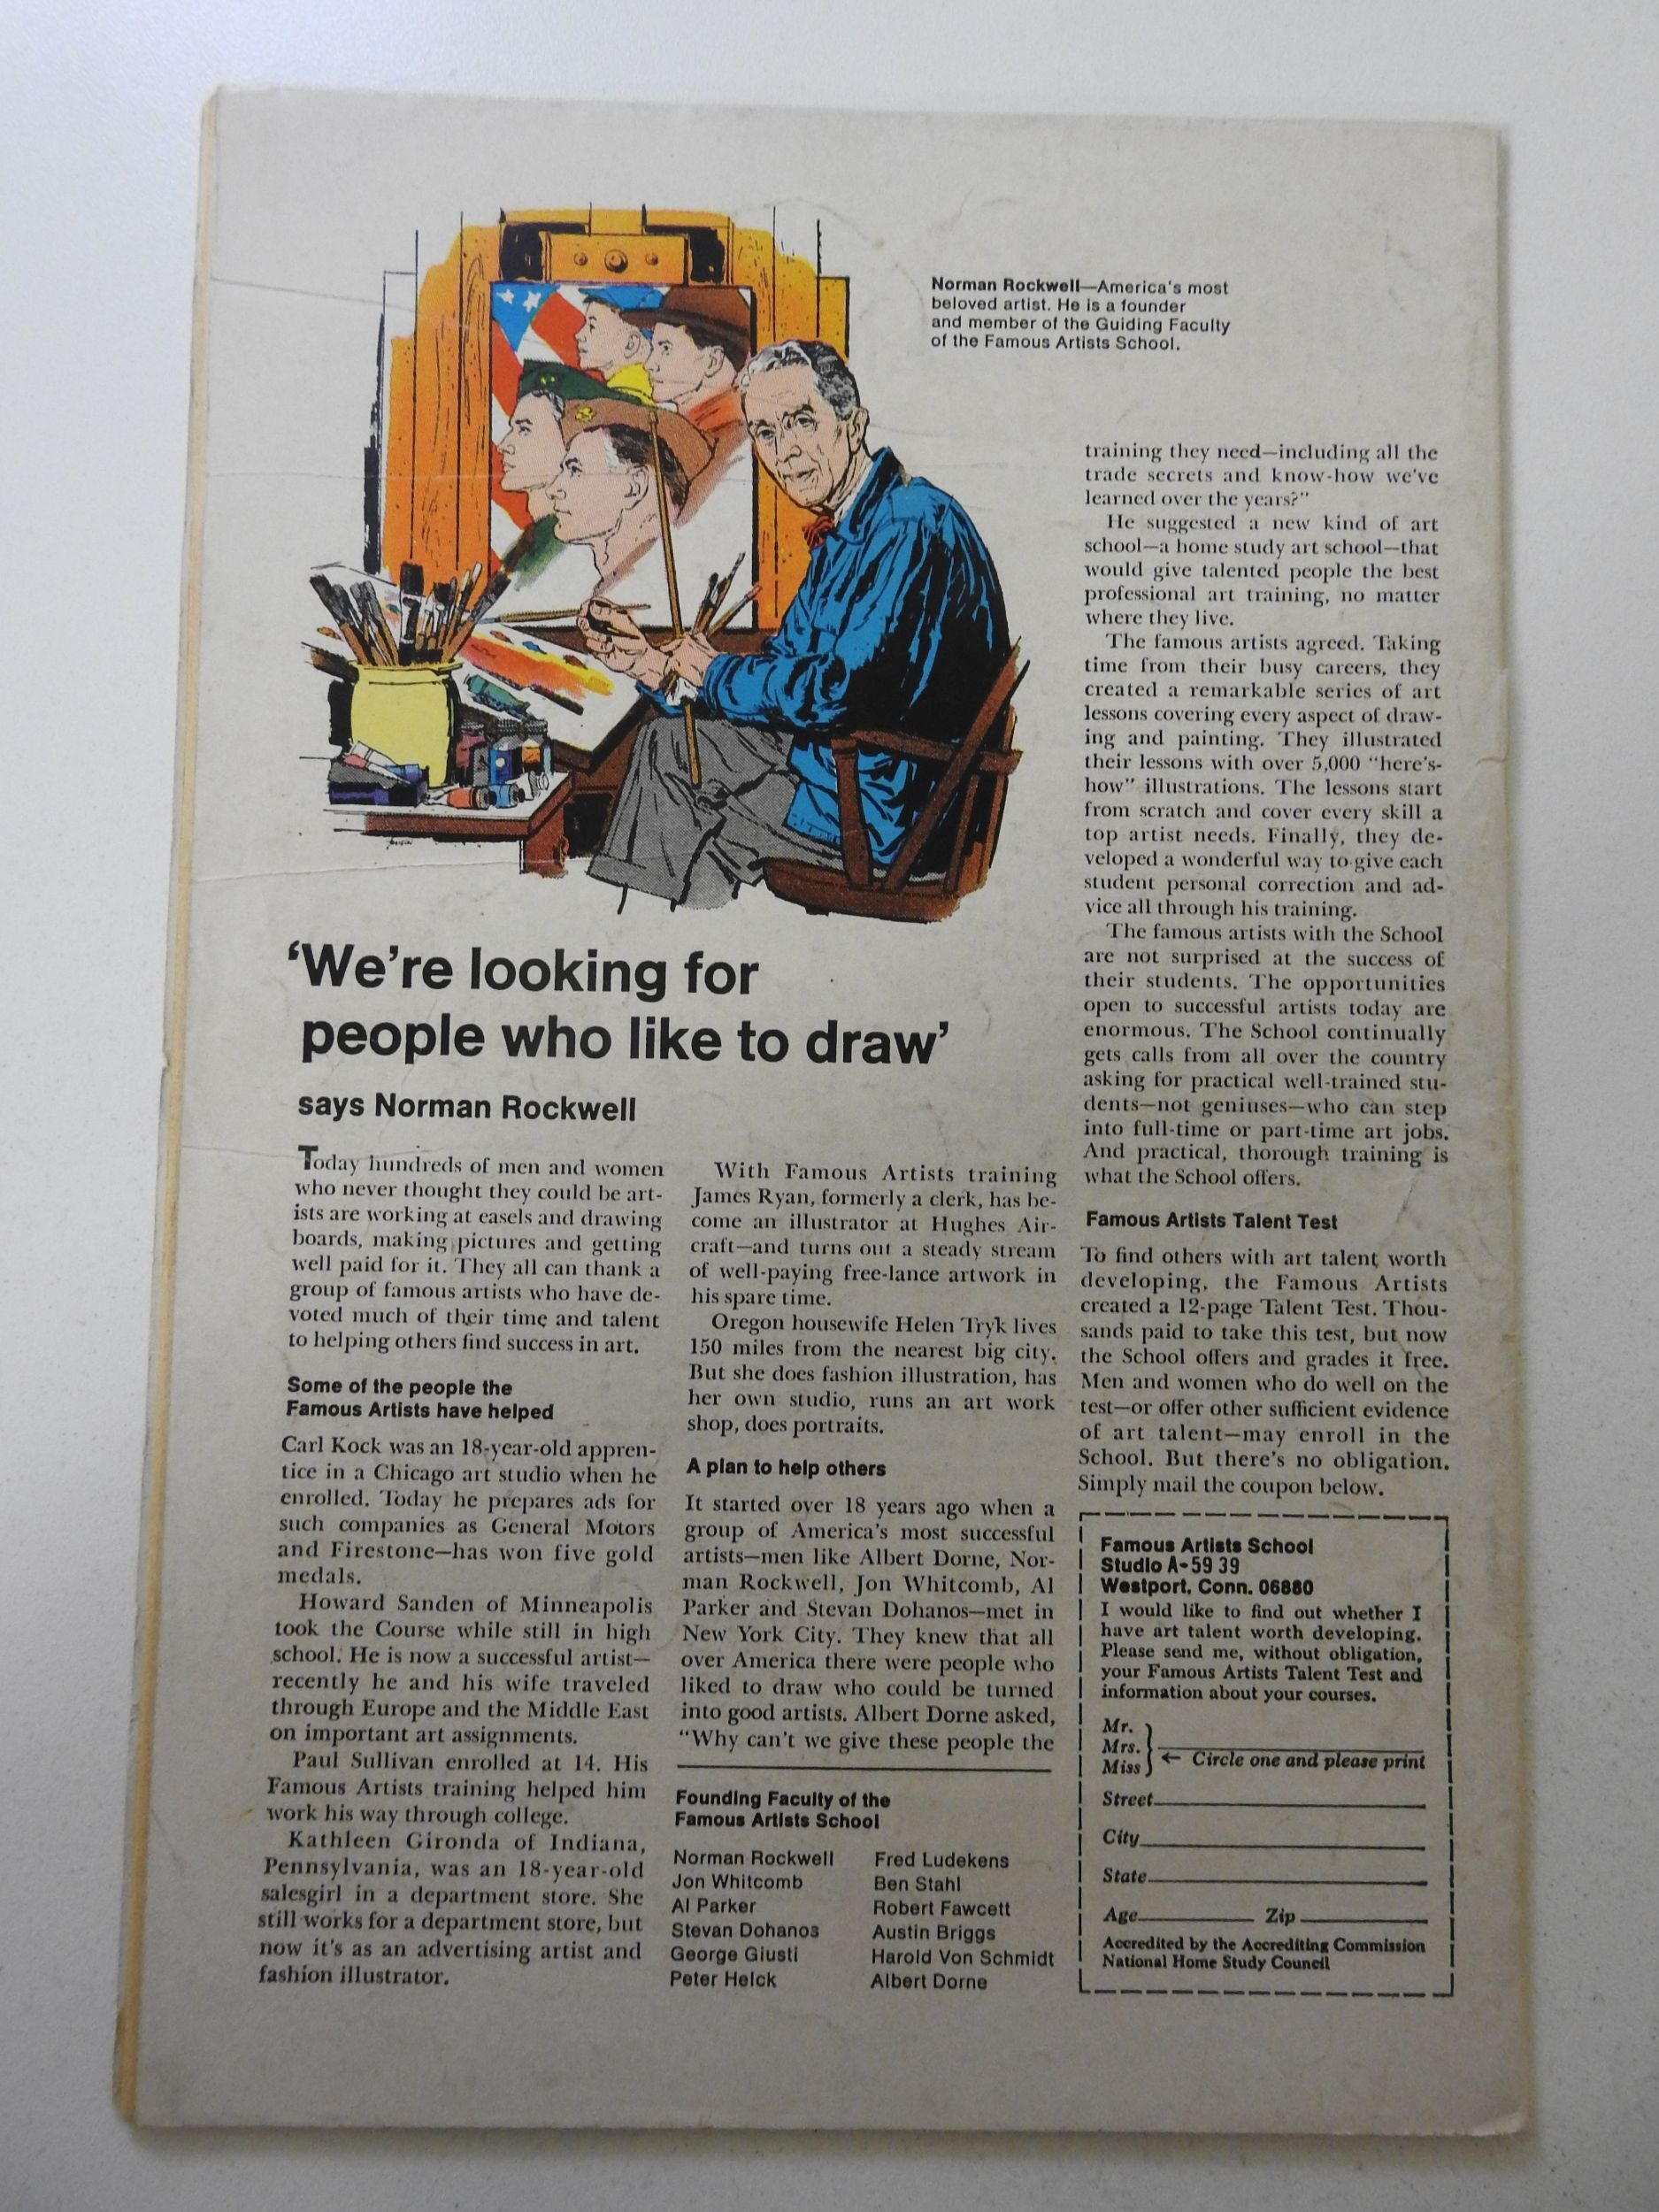 Norman Rockwell—America's most
beloved artist. He is a founder
and member of the Guiding Faculty
of the Famous Artists School.
'We're looking for
people who like to draw'
says Norman Rockwell
Today hundreds of men and women
who never thought they could be art-
ists are working at easels and drawing
boards, making pictures and getting
well paid for it. They all can thank a
group of famous artists who have de-
voted much of their time and talent
to helping others find success in art.
Some of the people the
Famous Artists have helped
Carl Kock was an 18-year-old appren-
tice in a Chicago art studio when he
enrolled. Today he prepares ads for
such companies as General Motors
and Firestone—has won five gold
medals.
Howard Sanden of Minneapolis
took the Course while still in high
school. He is now a successful artist—
recently he and his wife traveled
through Europe and the Middle East
on important art assignments.
Paul Sullivan enrolled at 14. His
Famous Artists training helped him
work his way through college.
Kathleen Gironda of Indiana,
Pennsylvania, was an 18-year-old
salesgirl in a department store. She
still works for a department store, but
now it's as an advertising artist and
fashion illustrator.
With Famous Artists training
James Ryan, formerly a clerk, has be-
come an illustrator at Hughes Air-
craft—and turns out a steady stream
of well-paying free-lance artwork in
his spare time.
Oregon housewife Helen Tryk lives
150 miles from the nearest big city.
But she does fashion illustration, has
her own studio, runs an art work
shop, does portraits.
A plan to help others
It started over 18 years ago when a
group of America's most successful
artists—men like Albert Dorne, Nor-
man Rockwell, Jon Whitcomb, Al
Parker and Stevan Dohanos—met in
New York City. They knew that all
over America there were people who
liked to draw who could be turned
into good artists. Albert Dorne asked,
"Why can't we give these people the
Founding Faculty of the
Famous Artists School
Norman Rockwell
Jon Whitcomb
Al Parker
Stevan Dohanos
George Giusti
Peter Helck
Fred Ludekens
Ben Stahl
Robert Fawcett
Austin Briggs
Harold Von Schmidt
Albert Dorne
training they need—including all the
trade secrets and know-how we've
learned over the years?"
He suggested a new kind of art
school—a home study art school—that
would give talented people the best
professional art training, no matter
where they live.
The famous artists agreed. Taking
time from their busy careers, they
created a remarkable series of art
lessons covering every aspect of draw-
ing and painting. They illustrated
their lessons with over 5,000 "here's-
how" illustrations. The lessons start
from scratch and cover every skill a
top artist needs. Finally, they de-
veloped a wonderful way to give each
student personal correction and ad-
vice all through his training.
The famous artists with the School
are not surprised at the success of
their students. The opportunities
open to successful artists today are
enormous. The School continually
gets calls from all over the country
asking for practical well-trained stu-
dents—not geniuses—who can step
into full-time or part-time art jobs.
And practical, thorough training is
what the School offers.
Famous Artists Talent Test
To find others with art talent worth
developing, the Famous Artists
created a 12-page Talent Test. Thou-
sands paid to take this test, but now
the School offers and grades it free.
Men and women who do well on the
test—or offer other sufficient evidence
of art talent—may enroll in the
School. But there's no obligation.
Simply mail the coupon below.
Famous Artists School
Studio A-59 39
Westport, Conn. 06880
I would like to find out whether I
have art talent worth developing.
Please send me, without obligation,
your Famous Artists Talent Test and
information about your courses.
Mr.
Mrs.
Miss ← Circle one and please print
Street
City
State
Age Zip
Accredited by the Accrediting Commission
National Home Study Council